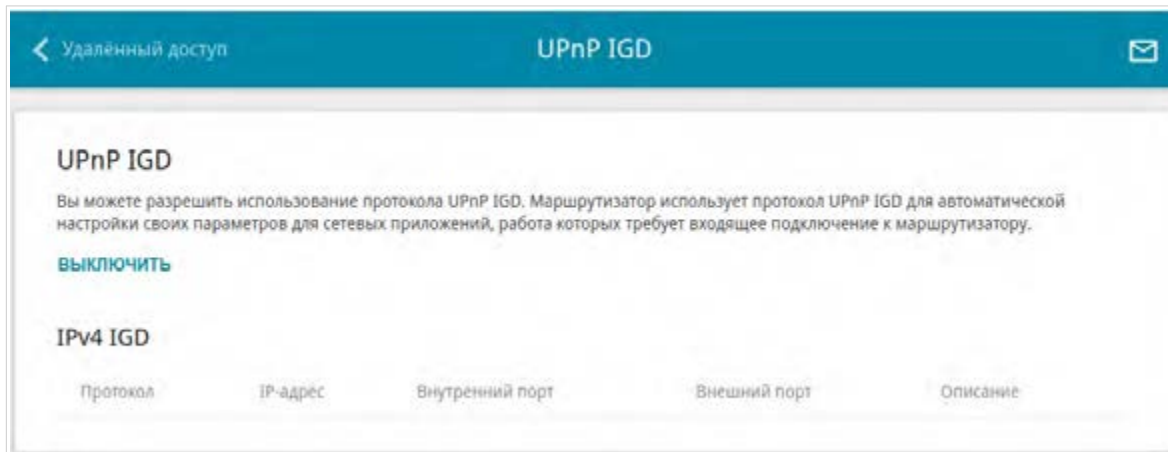 Удалённый доступ
UPnP IGD
UPnP IGD
Вы можете разрешить использование протокола UPnP IGD. Маршрутизатор использует протокол UPnP IGD для автоматической
настройки своих параметров для сетевых приложений, работа которых требует входящее подключение к маршрутизатору.
ВЫКЛЮЧИТЬ
IPv4 IGD
Протокол IP-адрес Внутренний порт Внешний порт Описание